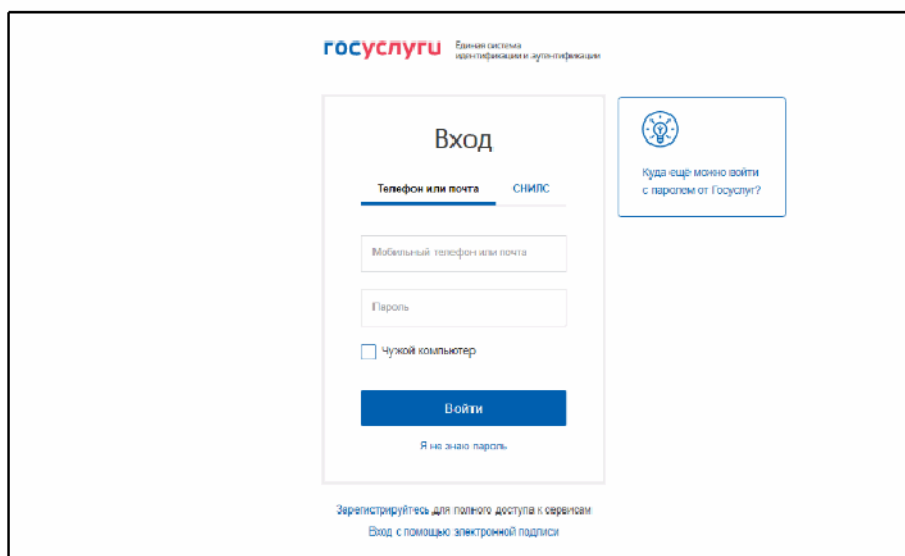 госуслуги
Единая система
идентификации и аутентификации
Вход
Телефон или почта СНИЛС
Мобильный телефон или почта
Пароль
Чужой компьютер
Войти
Я не знаю пароль
Куда ещё можно войти
с паролем от Госуслуг?
Зарегистрируйтесь для полного доступа к сервисам
Вход с помощью электронной подписи